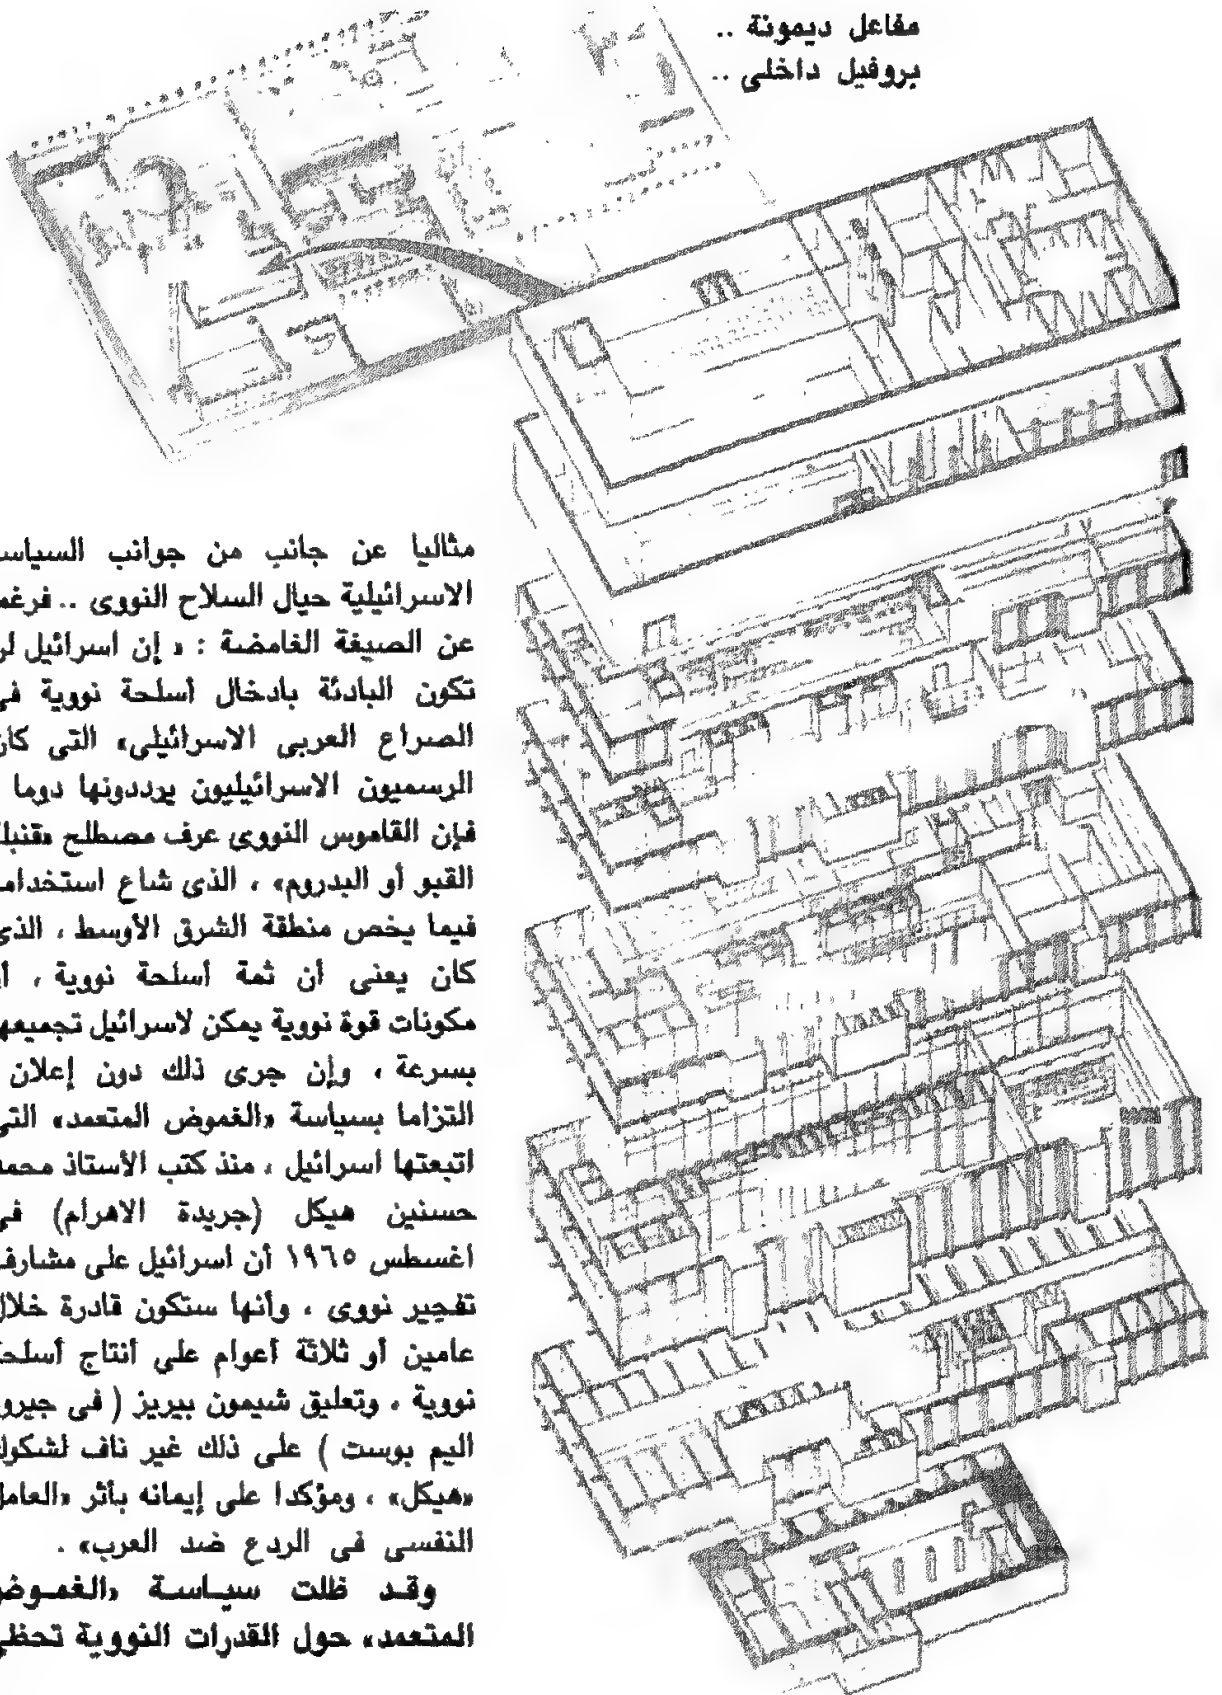 مفاعل ديمونة ..
بروفيل داخلى ..
مثاليا عن جانب من جوانب السياس
الاسرائيلية حيال السلاح النووى .. فرغم
عن الصيغة الغامضة : « إن اسرائيل لن
تكون البادئة بادخال أسلحة نووية فى
الصراع العربى الاسرائيلى» التى كان
الرسميون الاسرائيليون يرددونها دوما
فإن القاموس النووى عرف مصطلح «قنبلة
القبو أو البدروم» ، الذى شاع استخدام
فيما يخص منطقة الشرق الأوسط ، الذى
كان يعنى أن ثمة أسلحة نووية ، أ
مكونات قوة نووية يمكن لاسرائيل تجميعه
بسرعة ، وإن جرى ذلك دون إعلان
التزاما بسياسة «الغموض المتعمد» التى
اتبعتها اسرائيل ، منذ كتب الأستاذ محمد
حسنين هيكل (جريدة الاهرام) فى
اغسطس ١٩٦٥ أن اسرائيل على مشارف
تفجير نووى ، وأنها ستكون قادرة خلال
عامين أو ثلاثة أعوام على أنتاج أسلحة
نووية ، وتعليق شيمون بيريز ( فى جيرو
اليم بوست ) على ذلك غير ناف لشكوك
«هيكل» ، ومؤكدا على إيمانه بأثر «العامل
النفسى فى الردع ضد العرب» .
وقد ظلت سياسة «الغموض
المتعمد» حول القدرات النووية تحظى